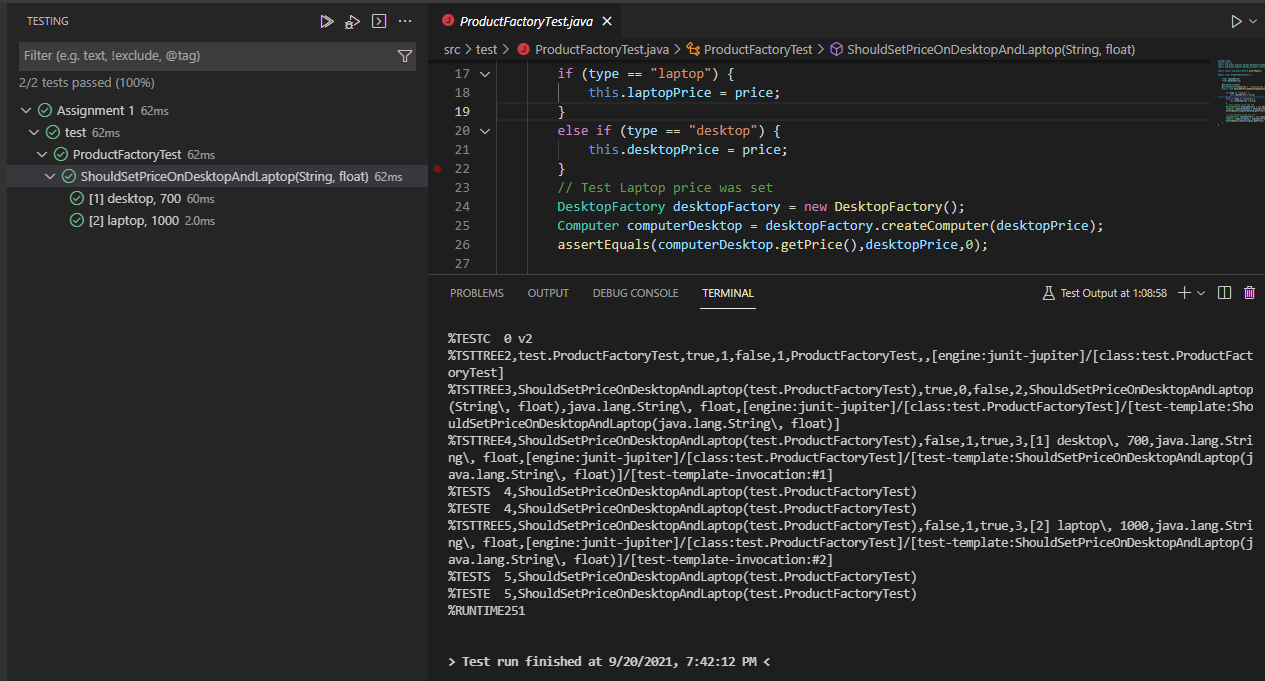 TESTING
Filter (e.g. text, !exclude, @tag)
2/2 tests passed (100%)
Assignment 1 62ms
test 62ms
ProductFactoryTest 62ms
ShouldSetPriceOnDesktopAndLaptop(String, float) 62ms
[1] desktop, 700 60ms
[2] laptop, 1000 2.0ms
ProductFactoryTest.java
src > test > ProductFactoryTest.java > ProductFactoryTest > ShouldSetPriceOnDesktopAndLaptop(String, float)
17 if (type == "laptop") {
18 this.laptopPrice = price;
19 }
20 else if (type == "desktop") {
21 this.desktopPrice = price;
22 }
23 // Test Laptop price was set
24 DesktopFactory desktopFactory = new DesktopFactory();
25 Computer computerDesktop = desktopFactory.createComputer(desktopPrice);
26 assertEquals(computerDesktop.getPrice(),desktopPrice,0);
27
PROBLEMS OUTPUT DEBUG CONSOLE TERMINAL Test Output at 1:08:58
%TESTC  0 v2
%TSTTREE2,test.ProductFactoryTest,true,1,false,1,ProductFactoryTest,,[engine:junit-jupiter]/[class:test.ProductFact
oryTest]
%TSTTREE3,ShouldSetPriceOnDesktopAndLaptop(test.ProductFactoryTest),true,0,false,2,ShouldSetPriceOnDesktopAndLaptop
(String\, float),java.lang.String\, float,[engine:junit-jupiter]/[class:test.ProductFactoryTest]/[test-template:Sho
uldSetPriceOnDesktopAndLaptop(java.lang.String\, float)]
%TSTTREE4,ShouldSetPriceOnDesktopAndLaptop(test.ProductFactoryTest),false,1,true,3,[1] desktop\, 700,java.lang.Stri
ng\, float,[engine:junit-jupiter]/[class:test.ProductFactoryTest]/[test-template:ShouldSetPriceOnDesktopAndLaptop(j
ava.lang.String\, float)]/[test-template-invocation:#1]
%TESTS  4,ShouldSetPriceOnDesktopAndLaptop(test.ProductFactoryTest)
%TESTE  4,ShouldSetPriceOnDesktopAndLaptop(test.ProductFactoryTest)
%TSTTREE5,ShouldSetPriceOnDesktopAndLaptop(test.ProductFactoryTest),false,1,true,3,[2] laptop\, 1000,java.lang.Stri
ng\, float,[engine:junit-jupiter]/[class:test.ProductFactoryTest]/[test-template:ShouldSetPriceOnDesktopAndLaptop(j
ava.lang.String\, float)]/[test-template-invocation:#2]
%TESTS  5,ShouldSetPriceOnDesktopAndLaptop(test.ProductFactoryTest)
%TESTE  5,ShouldSetPriceOnDesktopAndLaptop(test.ProductFactoryTest)
%RUNTIME251
> Test run finished at 9/20/2021, 7:42:12 PM <